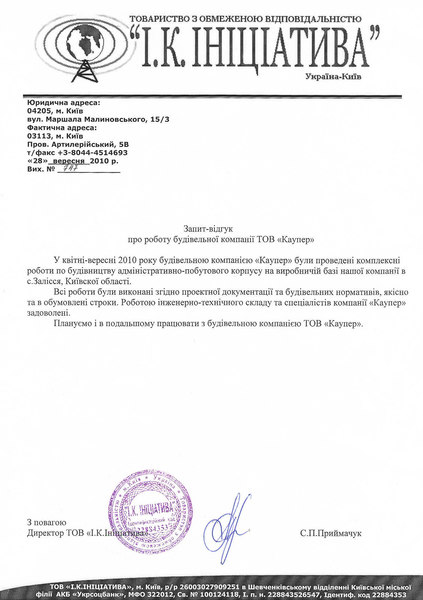 ТОВАРИСТВО З ОБМЕЖЕНОЮ ВІДПОВІДАЛЬНІСТЮ
“І.К. ІНІЦІАТИВА”
Україна-Київ
Юридична адреса:
04205, м. Київ
вул. Маршала Малиновського, 15/3
Фактична адреса:
03113, м. Київ
Пров. Артилерійський, 5В
т/факс +3-8044-4514693
«28» вересня 2010 р.
Вих. № 747
Запит-відгук
про роботу будівельної компанії ТОВ «Каупер»
У квітні-вересні 2010 року будівельною компанією «Каупер» були проведені комплексні
роботи по будівництву адміністративно-побутового корпусу на виробничій базі нашої компанії в
с.Залісся, Київскої області.
Всі роботи були виконані згідно проектної документації та будівельних нормативів, якісно
та в обумовлені строки. Роботою інженерно-технічного складу та спеціалістів компанії «Каупер»
задоволені.
Плануємо і в подальшому працювати з будівельною компанією ТОВ «Каупер».
"І.К. ІНІЦІАТИВА"
Ідентифікаційний код
22884353
З повагою
Директор ТОВ «І.К.Ініціатива»
С.П.Приймачук
ТОВ «І.К.ІНІЦІАТИВА», м. Київ, р/р 26003027909251 в Шевченківському відділенні Київської міської
філії АКБ «Укрсоцбанк», МФО 322012, Св. № 100124118, І. п. н. 228843526547, Ідентиф. код 22884353